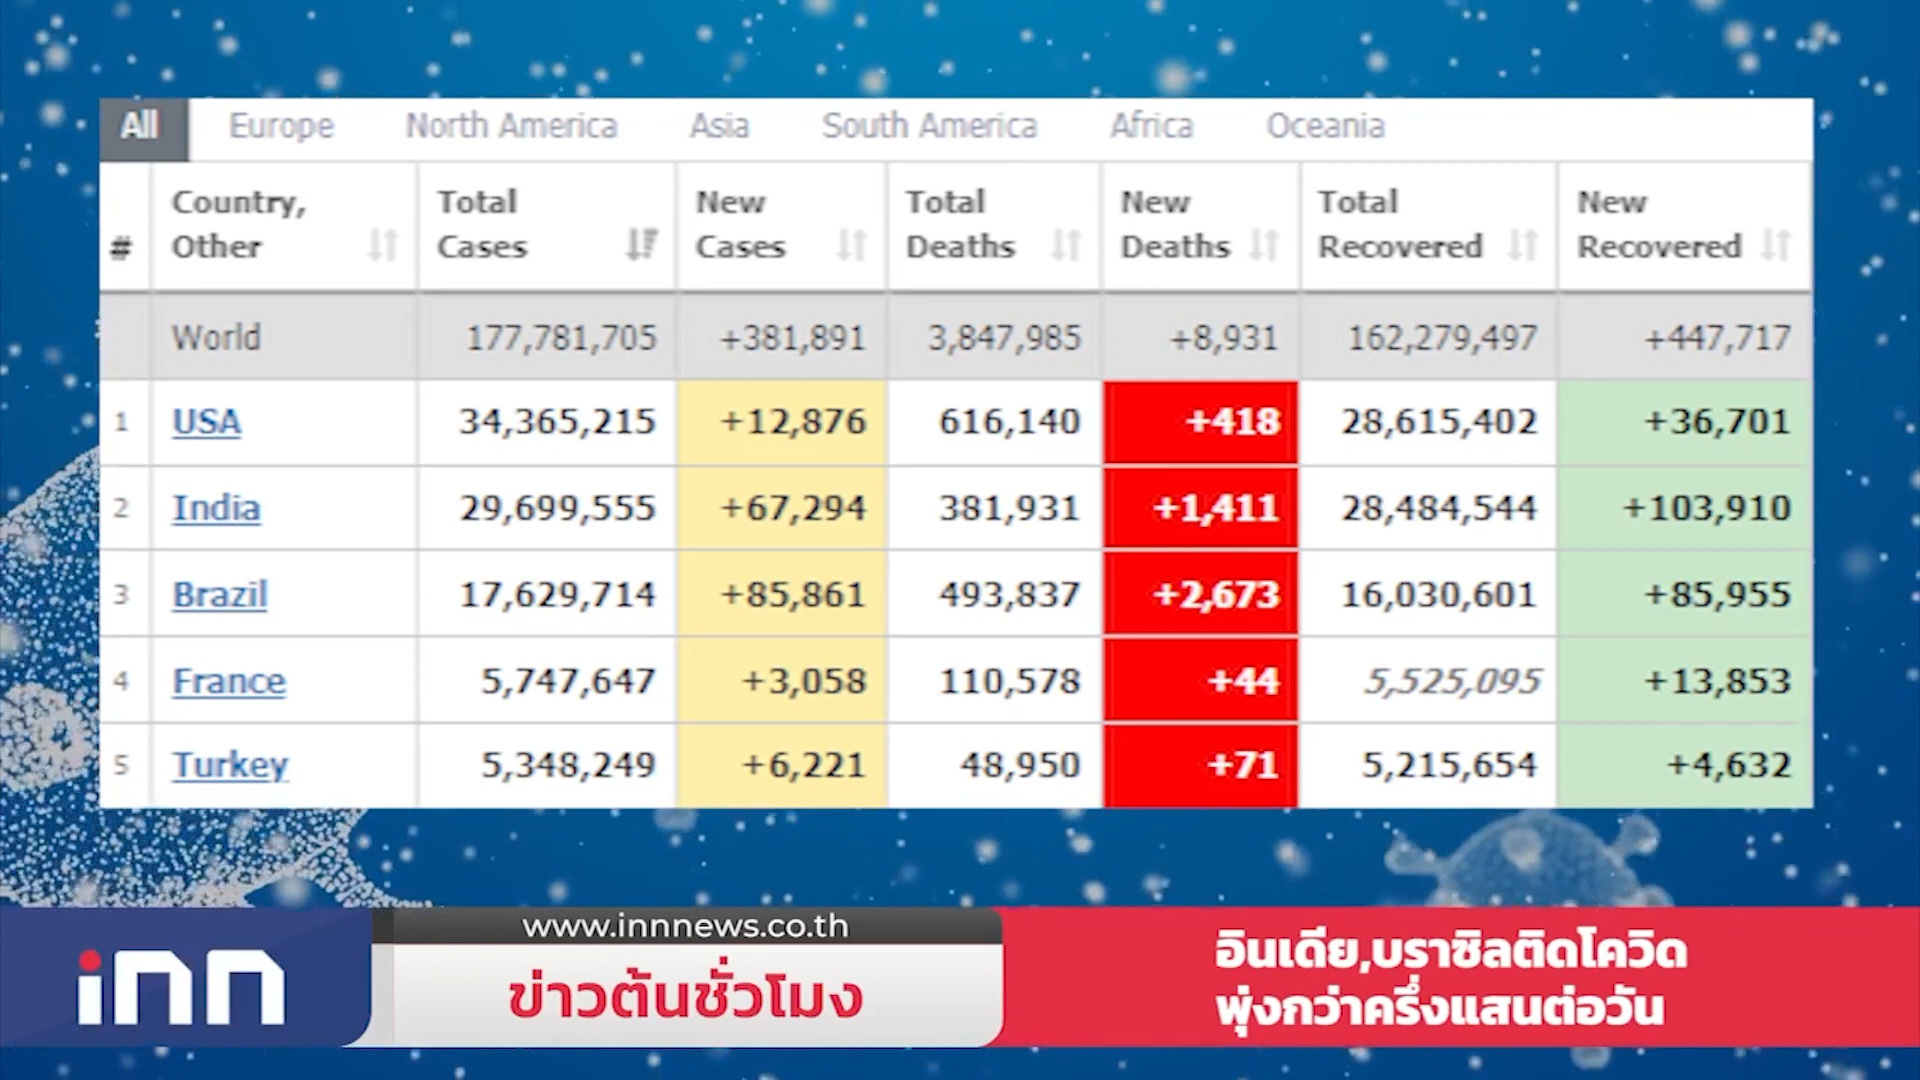 All Europe North America Asia South America Africa Oceania
# Country, Other Total Cases New Cases Total Deaths New Deaths Total Recovered New Recovered
World 177,781,705 +381,891 3,847,985 +8,931 162,279,497 +447,717
1 USA 34,365,215 +12,876 616,140 +418 28,615,402 +36,701
2 India 29,699,555 +67,294 381,931 +1,411 28,484,544 +103,910
3 Brazil 17,629,714 +85,861 493,837 +2,673 16,030,601 +85,955
4 France 5,747,647 +3,058 110,578 +44 5,525,095 +13,853
5 Turkey 5,348,249 +6,221 48,950 +71 5,215,654 +4,632
inn
www.innnews.co.th
ข่าวต้นชั่วโมง
อินเดีย,บราซิลติดโควิด
พุ่งกว่าครึ่งแสนต่อวัน